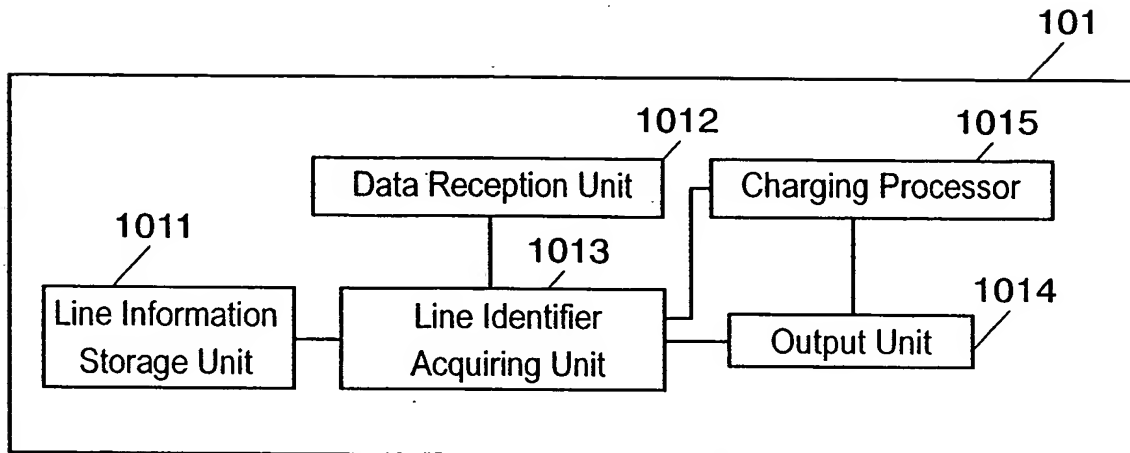 101
1012
1015
Data Reception Unit
Charging Processor
1011
1013
1014
Line Information
Storage Unit
Line Identifier
Acquiring Unit
Output Unit